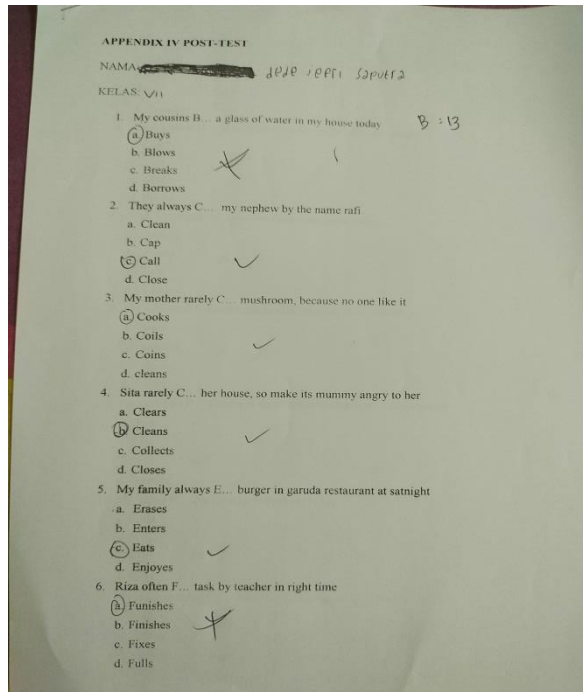 APPENDIX IV POST-TEST
NAMA dede saputra
KELAS: VII
1. My cousins B... a glass of water in my house today B : 13
a. Buys
b. Blows
c. Breaks
d. Borrows
2. They always C... my nephew by the name rafi
a. Clean
b. Cap
c. Call
d. Close
3. My mother rarely C... mushroom, because no one like it
a. Cooks
b. Coils
c. Coins
d. cleans
4. Sita rarely C... her house, so make its mummy angry to her
a. Clears
b. Cleans
c. Collects
d. Closes
5. My family always E... burger in garuda restaurant at satnight
a. Erases
b. Enters
c. Eats
d. Enjoyes
6. Riza often F... task by teacher in right time
a. Funishes
b. Finishes
c. Fixes
d. Fulls